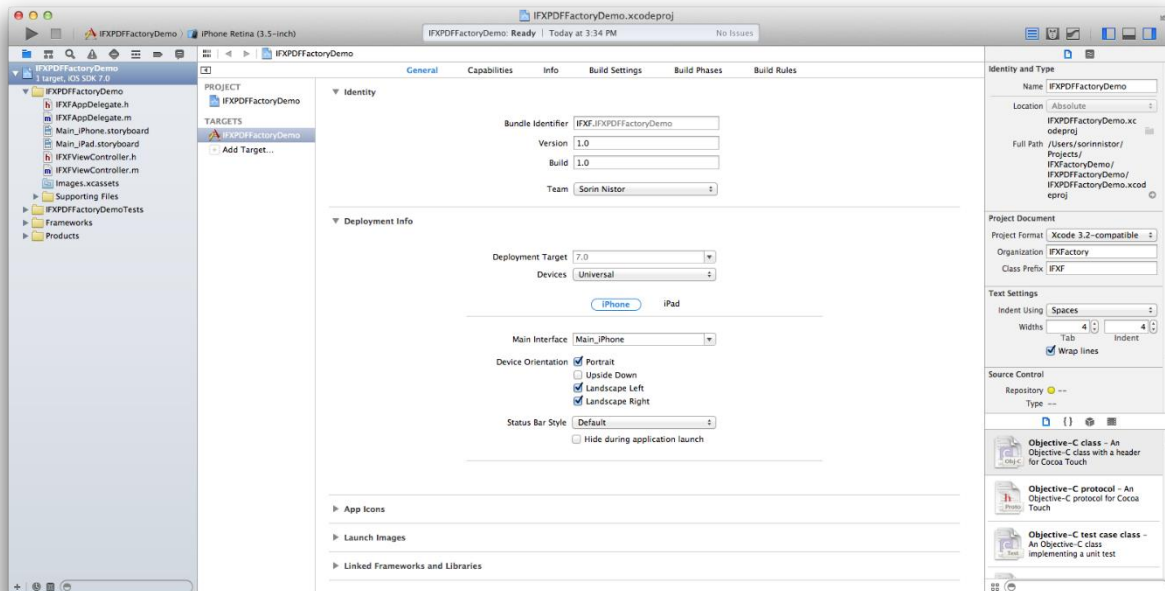 IFXPDFFactoryDemo.xcodeproj
IFXPDFFactoryDemo
iPhone Retina (3.5-inch)
IFXPDFFactoryDemo: Ready | Today at 3:34 PM
No Issues
IFXPDFFactoryDemo
1 target, iOS SDK 7.0
IFXPDFFactoryDemo
h IFXFAppDelegate.h
m IFXFAppDelegate.m
Main_iPhone.storyboard
Main_iPad.storyboard
h IFXFViewController.h
m IFXFViewController.m
Images.xcassets
Supporting Files
IFXPDFFactoryDemoTests
Frameworks
Products
IFXPDFFactoryDemo
General Capabilities Info Build Settings Build Phases Build Rules
PROJECT
IFXPDFFactoryDemo
TARGETS
IFXPDFFactoryDemo
Add Target...
Identity
Bundle Identifier IFXF.IFXPDFFactoryDemo
Version 1.0
Build 1.0
Team Sorin Nistor
Deployment Info
Deployment Target 7.0
Devices Universal
iPhone iPad
Main Interface Main_iPhone
Device Orientation Portrait
Upside Down
Landscape Left
Landscape Right
Status Bar Style Default
Hide during application launch
App Icons
Launch Images
Linked Frameworks and Libraries
Identity and Type
Name IFXPDFFactoryDemo
Location Absolute
IFXPDFFactoryDemo.xc
odeproj
Full Path /Users/sorinnistor/
Projects/
IFXFactoryDemo/
IFXPDFFactoryDemo/
IFXPDFFactoryDemo.xcod
eproj
Project Document
Project Format Xcode 3.2-compatible
Organization IFXFactory
Class Prefix IFXF
Text Settings
Indent Using Spaces
Widths 4 4
Tab Indent
Wrap lines
Source Control
Repository --
Type --
{}
Objective-C class – An
Objective-C class with a header
for Cocoa Touch
Obj-C
Objective-C protocol – An
Objective-C protocol for Cocoa
Touch
h
Proto
Objective-C test case class –
An Objective-C class
implementing a unit test
Test